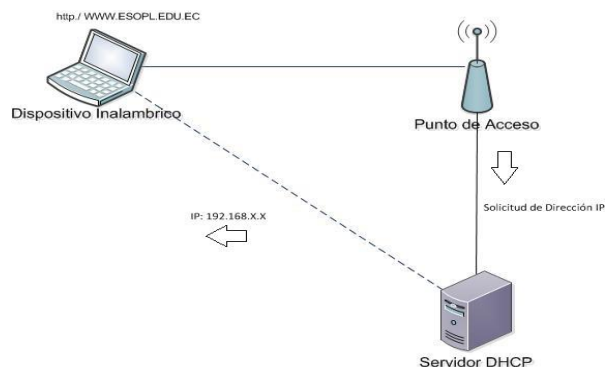 http./ WWW.ESOPL.EDU.EC
Dispositivo Inalambrico
Punto de Acceso
Solicitud de Dirección IP
IP: 192.168.X.X
Servidor DHCP